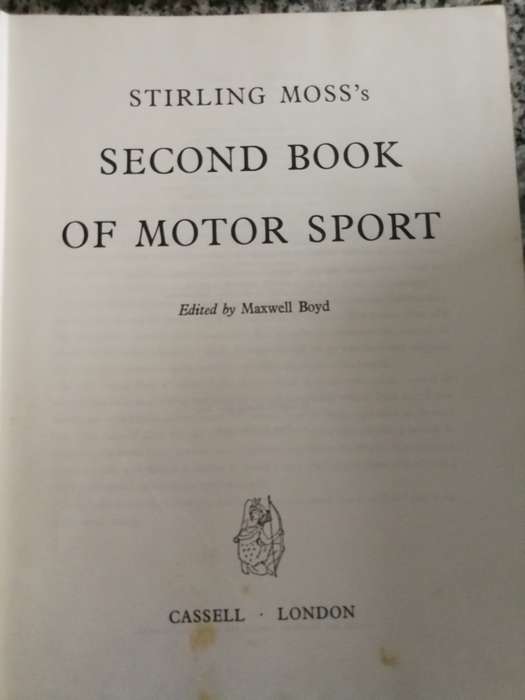 STIRLING MOSS's
SECOND BOOK
OF MOTOR SPORT
Edited by Maxwell Boyd
CASSELL · LONDON